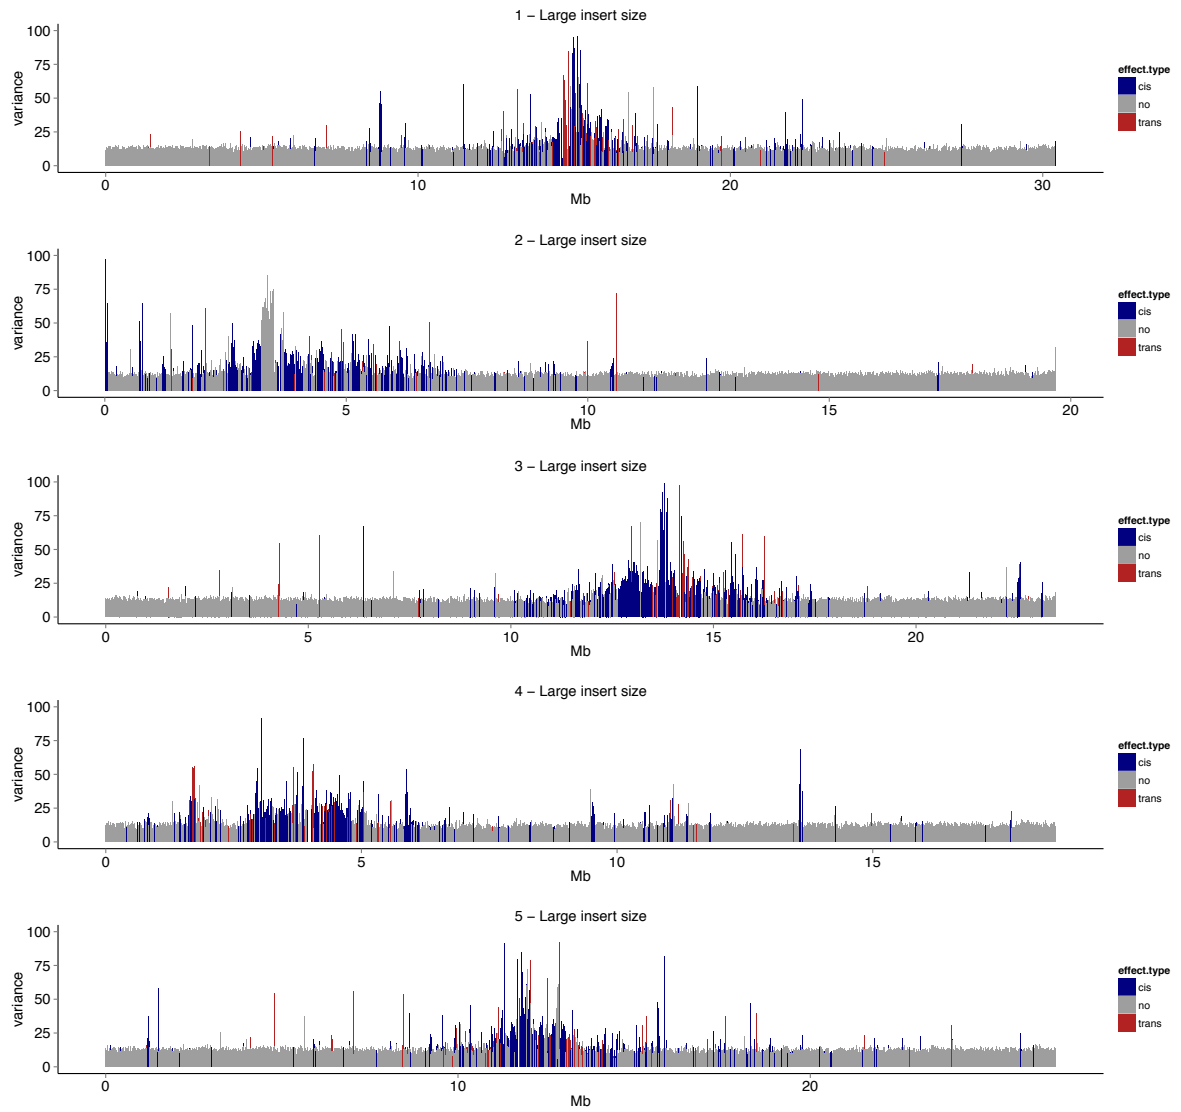 1 − Large insert size
variance
100
75
50
25
0
0 10 20 30
Mb
effect.type
cis
no
trans
2 − Large insert size
variance
100
75
50
25
0
0 5 10 15 20
Mb
effect.type
cis
no
trans
3 − Large insert size
variance
100
75
50
25
0
0 5 10 15 20
Mb
effect.type
cis
no
trans
4 − Large insert size
variance
100
75
50
25
0
0 5 10 15
Mb
effect.type
cis
no
trans
5 − Large insert size
variance
100
75
50
25
0
0 10 20
Mb
effect.type
cis
no
trans